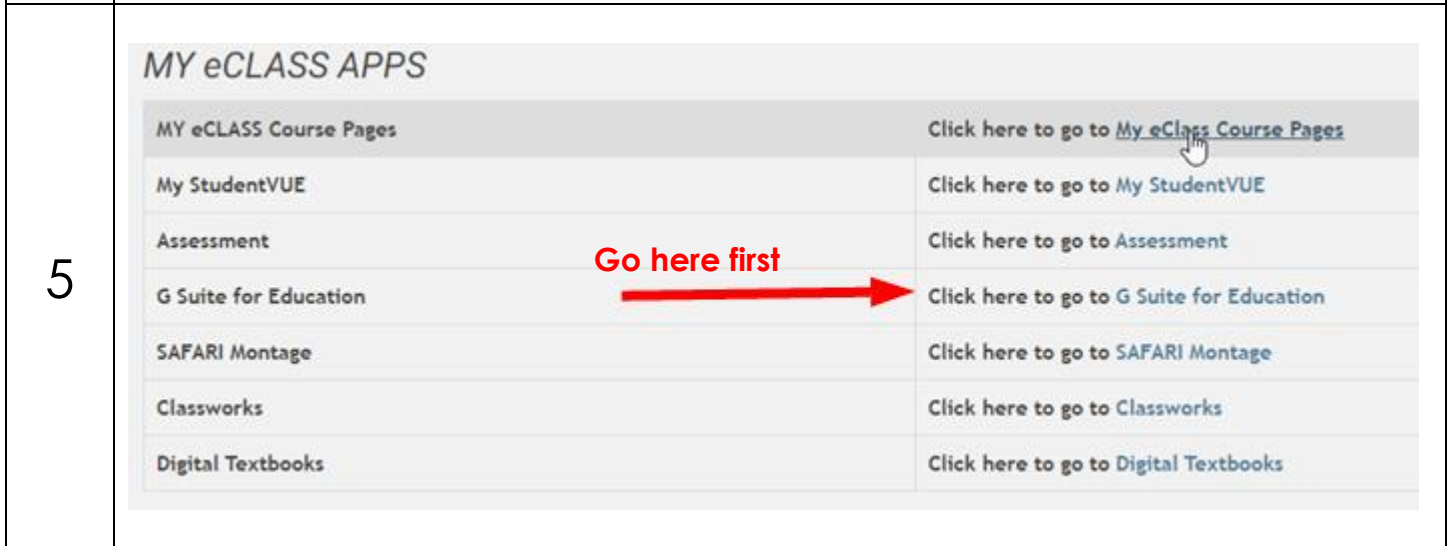 5
MY eCLASS APPS
MY eCLASS Course Pages Click here to go to My eClass Course Pages
My StudentVUE Click here to go to My StudentVUE
Assessment Click here to go to Assessment
Go here first
G Suite for Education Click here to go to G Suite for Education
SAFARI Montage Click here to go to SAFARI Montage
Classworks Click here to go to Classworks
Digital Textbooks Click here to go to Digital Textbooks